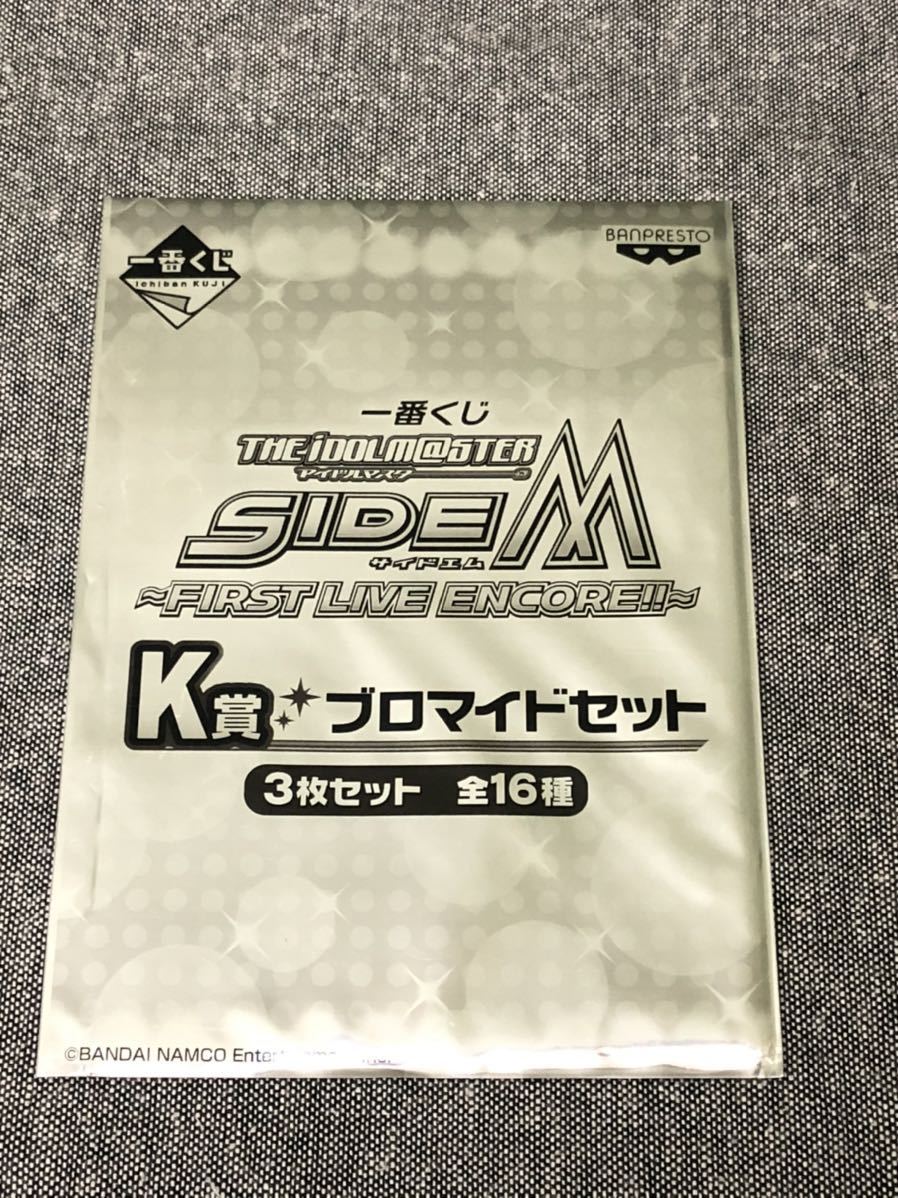 一番くじ
Ichiban KUJI
BANPRESTO
一番くじ
THE iDOLM@STER
アイドルマスター
SIDEM
サイドエム
~FIRST LIVE ENCORE!!~
K賞 ブロマイドセット
3枚セット 全16種
©BANDAI NAMCO